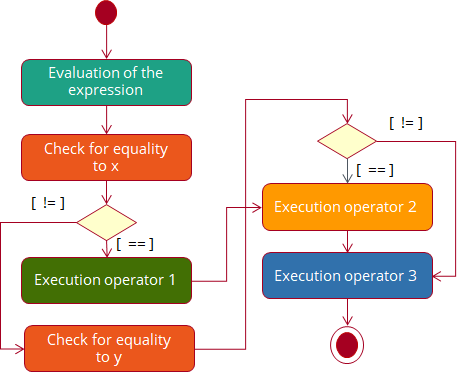 Evaluation of the
expression
Check for equality
to x
[ != ]
[ == ]
Execution operator 1
Check for equality
to y
[ != ]
[ == ]
Execution operator 2
Execution operator 3